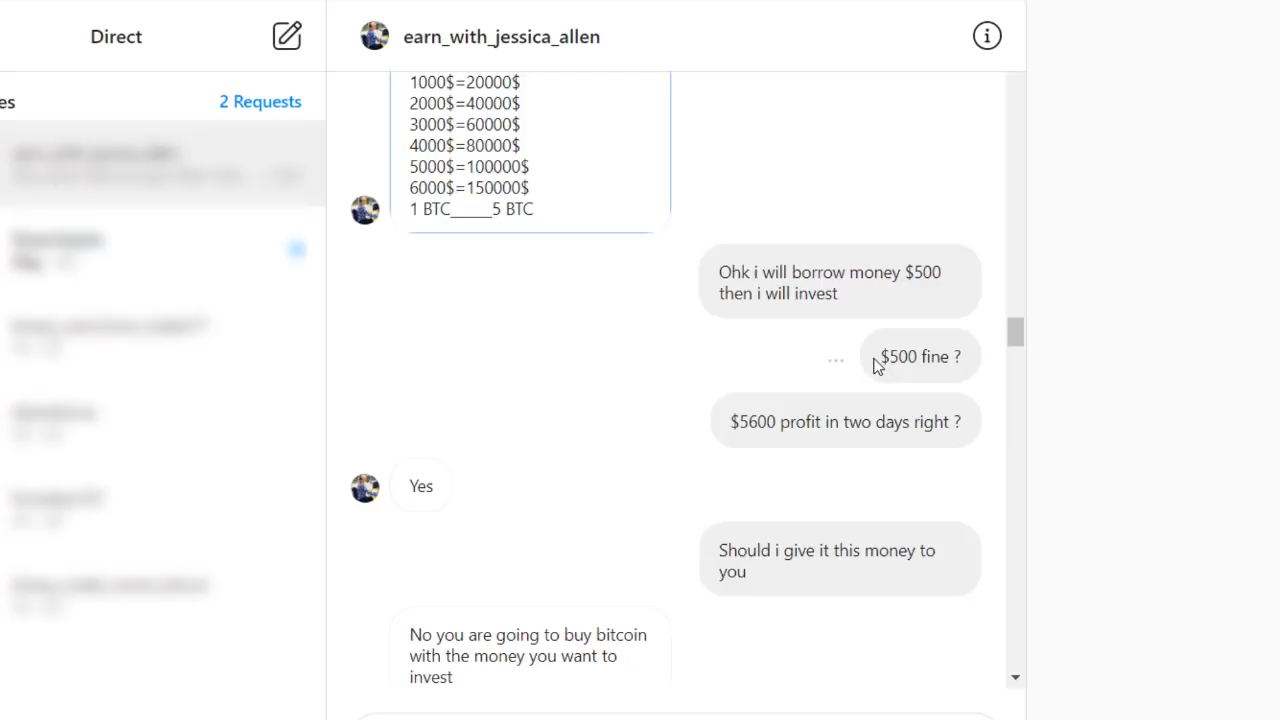 Direct
earn_with_jessica_allen
es
2 Requests
1000$=20000$
2000$=40000$
3000$=60000$
4000$=80000$
5000$=100000$
6000$=150000$
1 BTC_____5 BTC
Ohk i will borrow money $500
then i will invest
$500 fine ?
$5600 profit in two days right ?
Yes
Should i give it this money to
you
No you are going to buy bitcoin
with the money you want to
invest